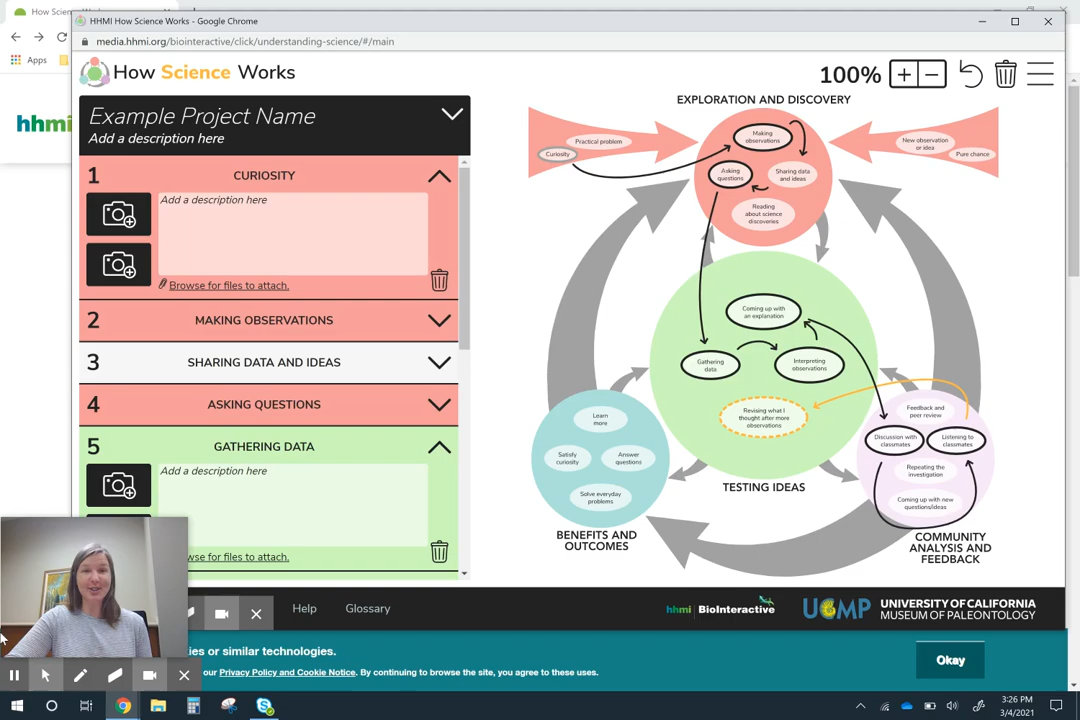 How Scien
HHMI How Science Works - Google Chrome
media.hhmi.org/biointeractive/click/understanding-science/#/main
Apps
hhmi
How Science Works
100%
Example Project Name
Add a description here
1 CURIOSITY
Add a description here
Browse for files to attach.
2 MAKING OBSERVATIONS
3 SHARING DATA AND IDEAS
4 ASKING QUESTIONS
5 GATHERING DATA
Add a description here
wse for files to attach.
EXPLORATION AND DISCOVERY
Practical problem
Curiosity
Making
observations
Asking
questions
Sharing data
and ideas
Reading
about science
discoveries
New observation
or idea
Pure chance
Coming up with
an explanation
Gathering
data
Interpreting
observations
Revising what I
thought after more
observations
TESTING IDEAS
Learn
more
Satisfy
curiosity
Answer
questions
Solve everyday
problems
BENEFITS AND
OUTCOMES
Feedback and
peer review
Discussion with
classmates
Listening to
classmates
Repeating the
investigation
Coming up with new
questions/ideas
COMMUNITY
ANALYSIS AND
FEEDBACK
Help
Glossary
hhmi BioInteractive
UCMP
UNIVERSITY OF CALIFORNIA
MUSEUM OF PALEONTOLOGY
ies or similar technologies.
our Privacy Policy and Cookie Notice. By continuing to browse the site, you agree to these uses.
Okay
3:26 PM
3/4/2021